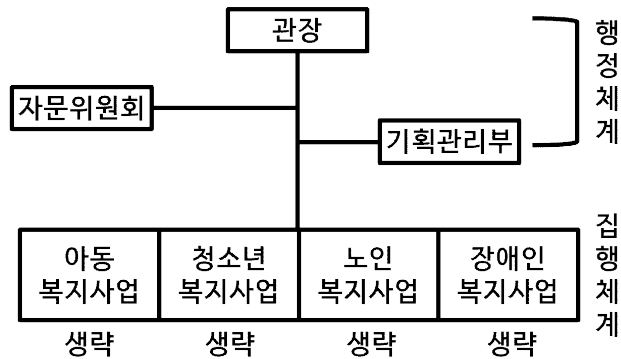 관장
행정체계
자문위원회
기획관리부
아동
복지사업
청소년
복지사업
노인
복지사업
장애인
복지사업
집행체계
생략
생략
생략
생략